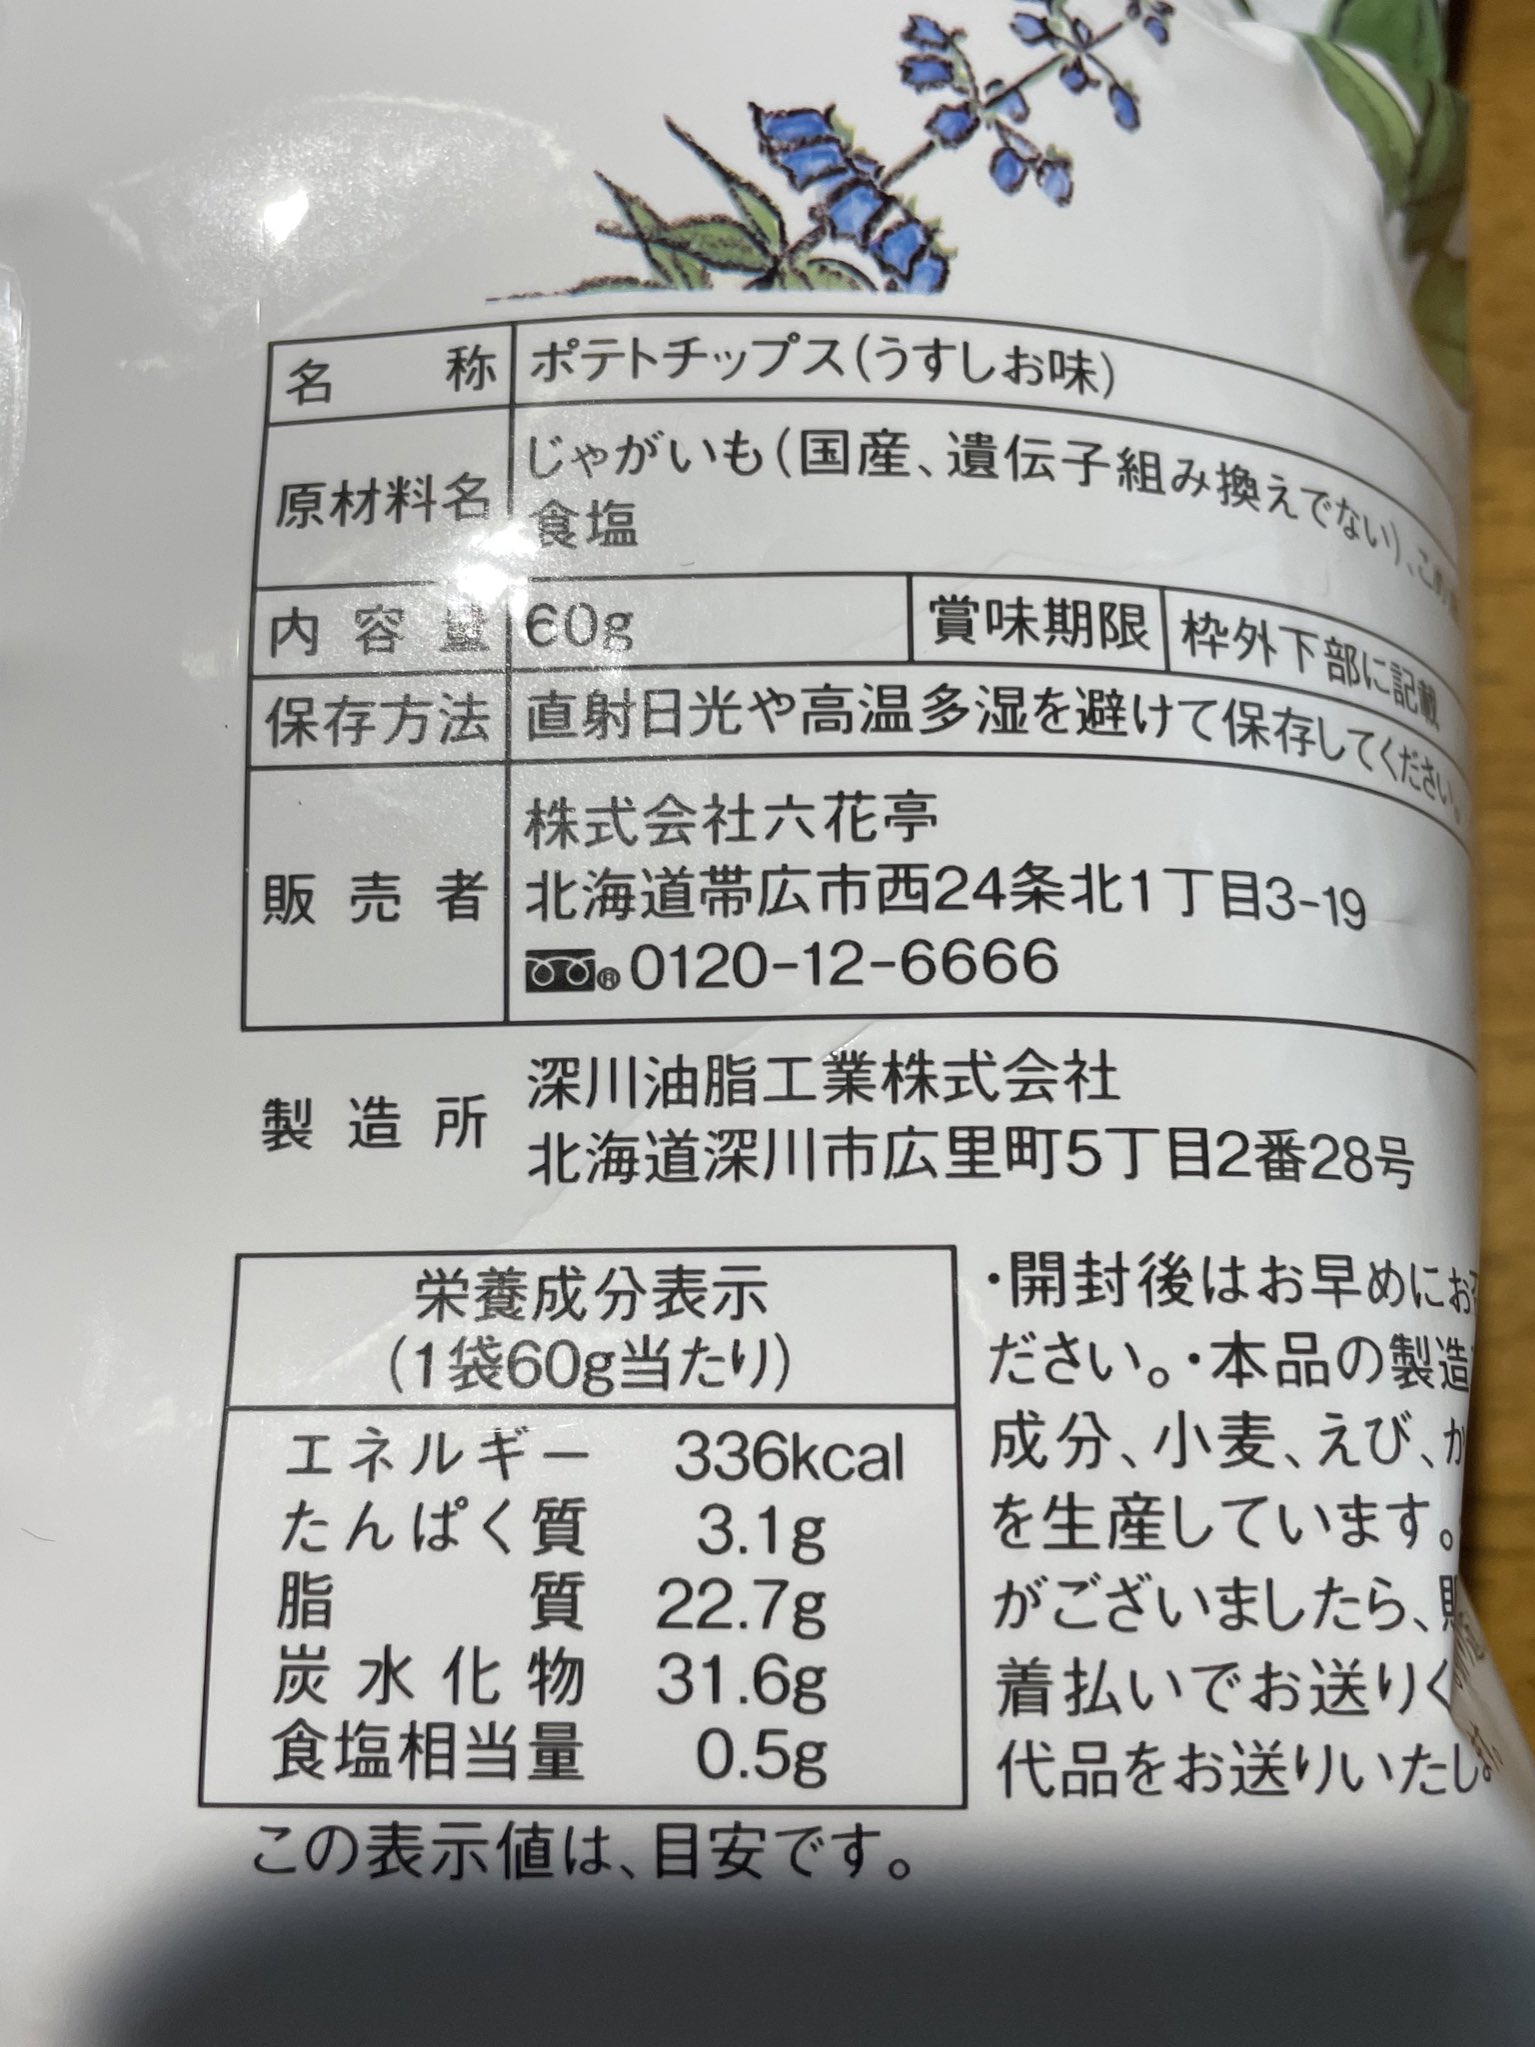 名称 ポテトチップス(うすしお味)
原材料名 じゃがいも(国産、遺伝子組み換えでない)、こめ
食塩
内容量 60g 賞味期限 枠外下部に記載
保存方法 直射日光や高温多湿を避けて保存してください。
販売者 株式会社六花亭
北海道帯広市西24条北1丁目3-19
®0120-12-6666
製造所 深川油脂工業株式会社
北海道深川市広里町5丁目2番28号
栄養成分表示
(1袋60g当たり)
エネルギー 336kcal
たんぱく質 3.1g
脂質 22.7g
炭水化物 31.6g
食塩相当量 0.5g
この表示値は、目安です。
・開封後はお早めにお
ださい。・本品の製造
成分、小麦、えび、か
を生産しています。
がございましたら、
着払いでお送りく
代品をお送りいたし